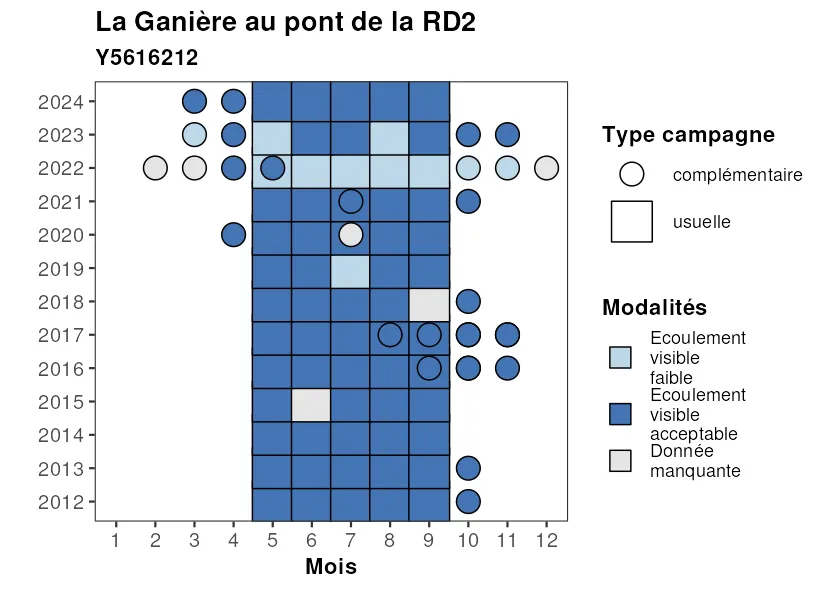 La Ganière au pont de la RD2
Y5616212
2024
2023
2022
2021
2020
2019
2018
2017
2016
2015
2014
2013
2012
1 2 3 4 5 6 7 8 9 10 11 12
Mois
Type campagne
complémentaire
usuelle
Modalités
Ecoulement
visible
faible
Ecoulement
visible
acceptable
Donnée
manquante